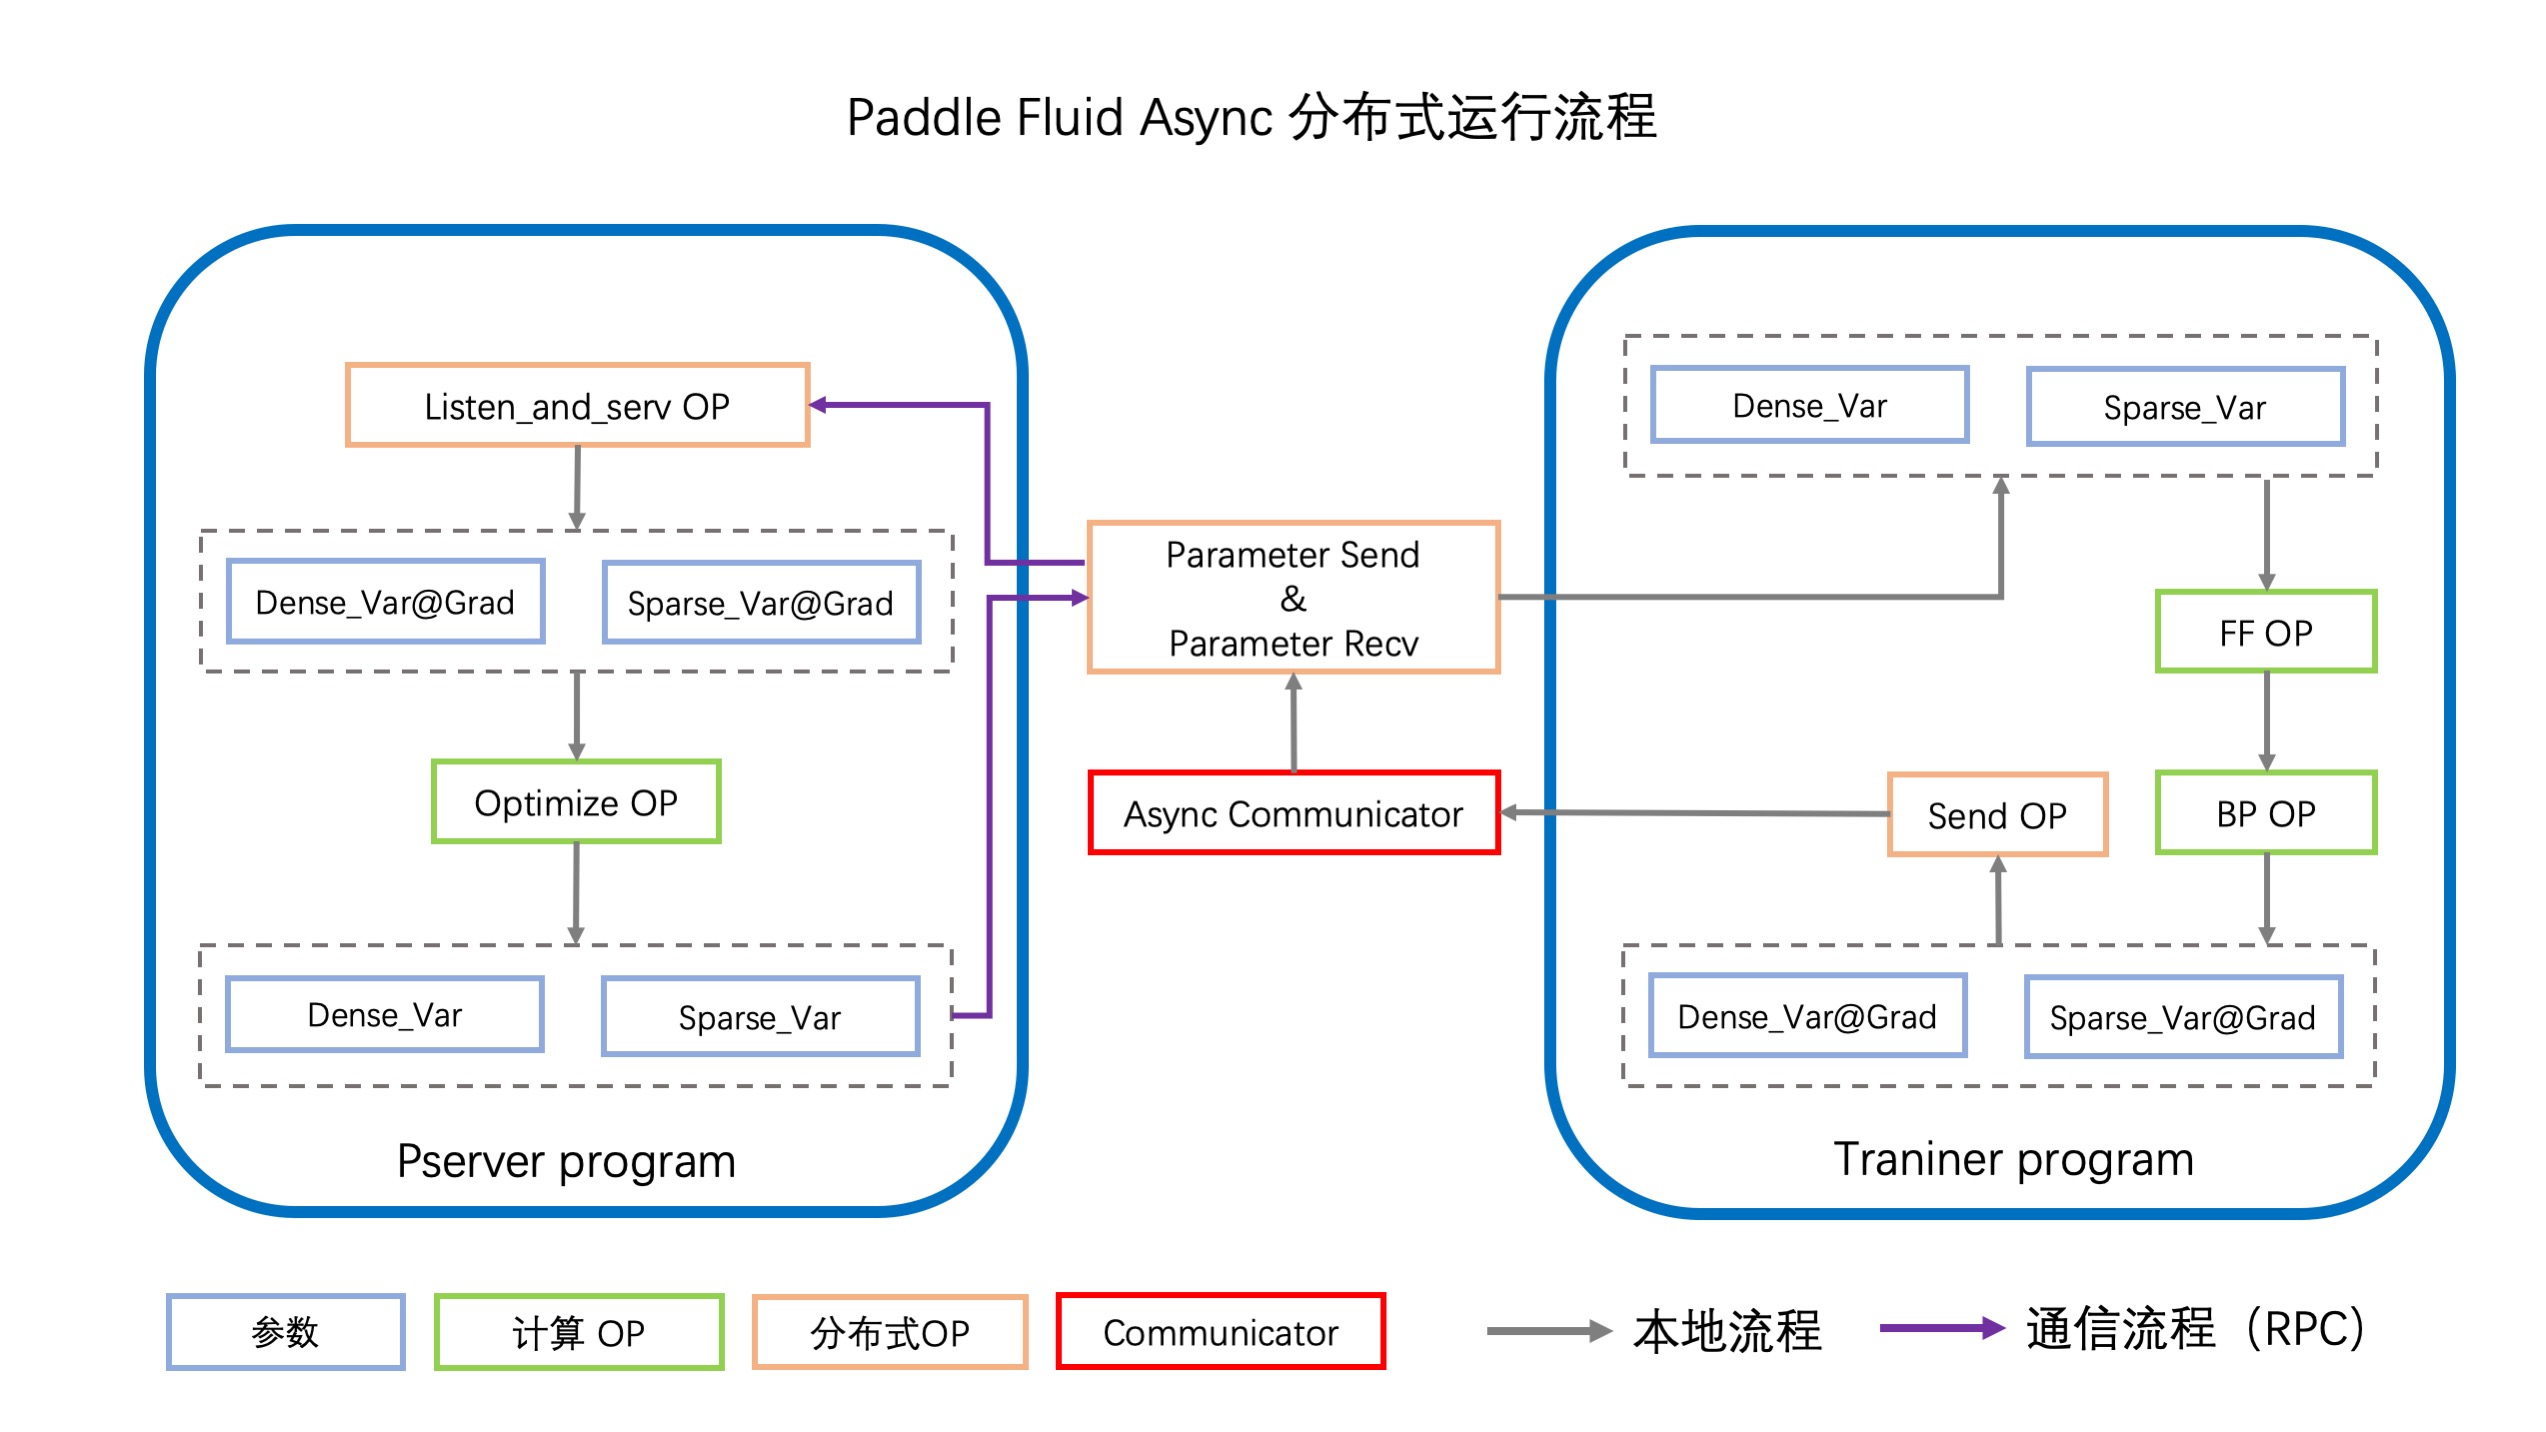 Paddle Fluid Async 分布式运行流程
Listen_and_serv OP
Dense_Var@Grad
Sparse_Var@Grad
Optimize OP
Dense_Var
Sparse_Var
Pserver program
Parameter Send
&
Parameter Recv
Async Communicator
Dense_Var
Sparse_Var
FF OP
BP OP
Send OP
Dense_Var@Grad
Sparse_Var@Grad
Traniner program
参数
计算 OP
分布式OP
Communicator
本地流程
通信流程（RPC）